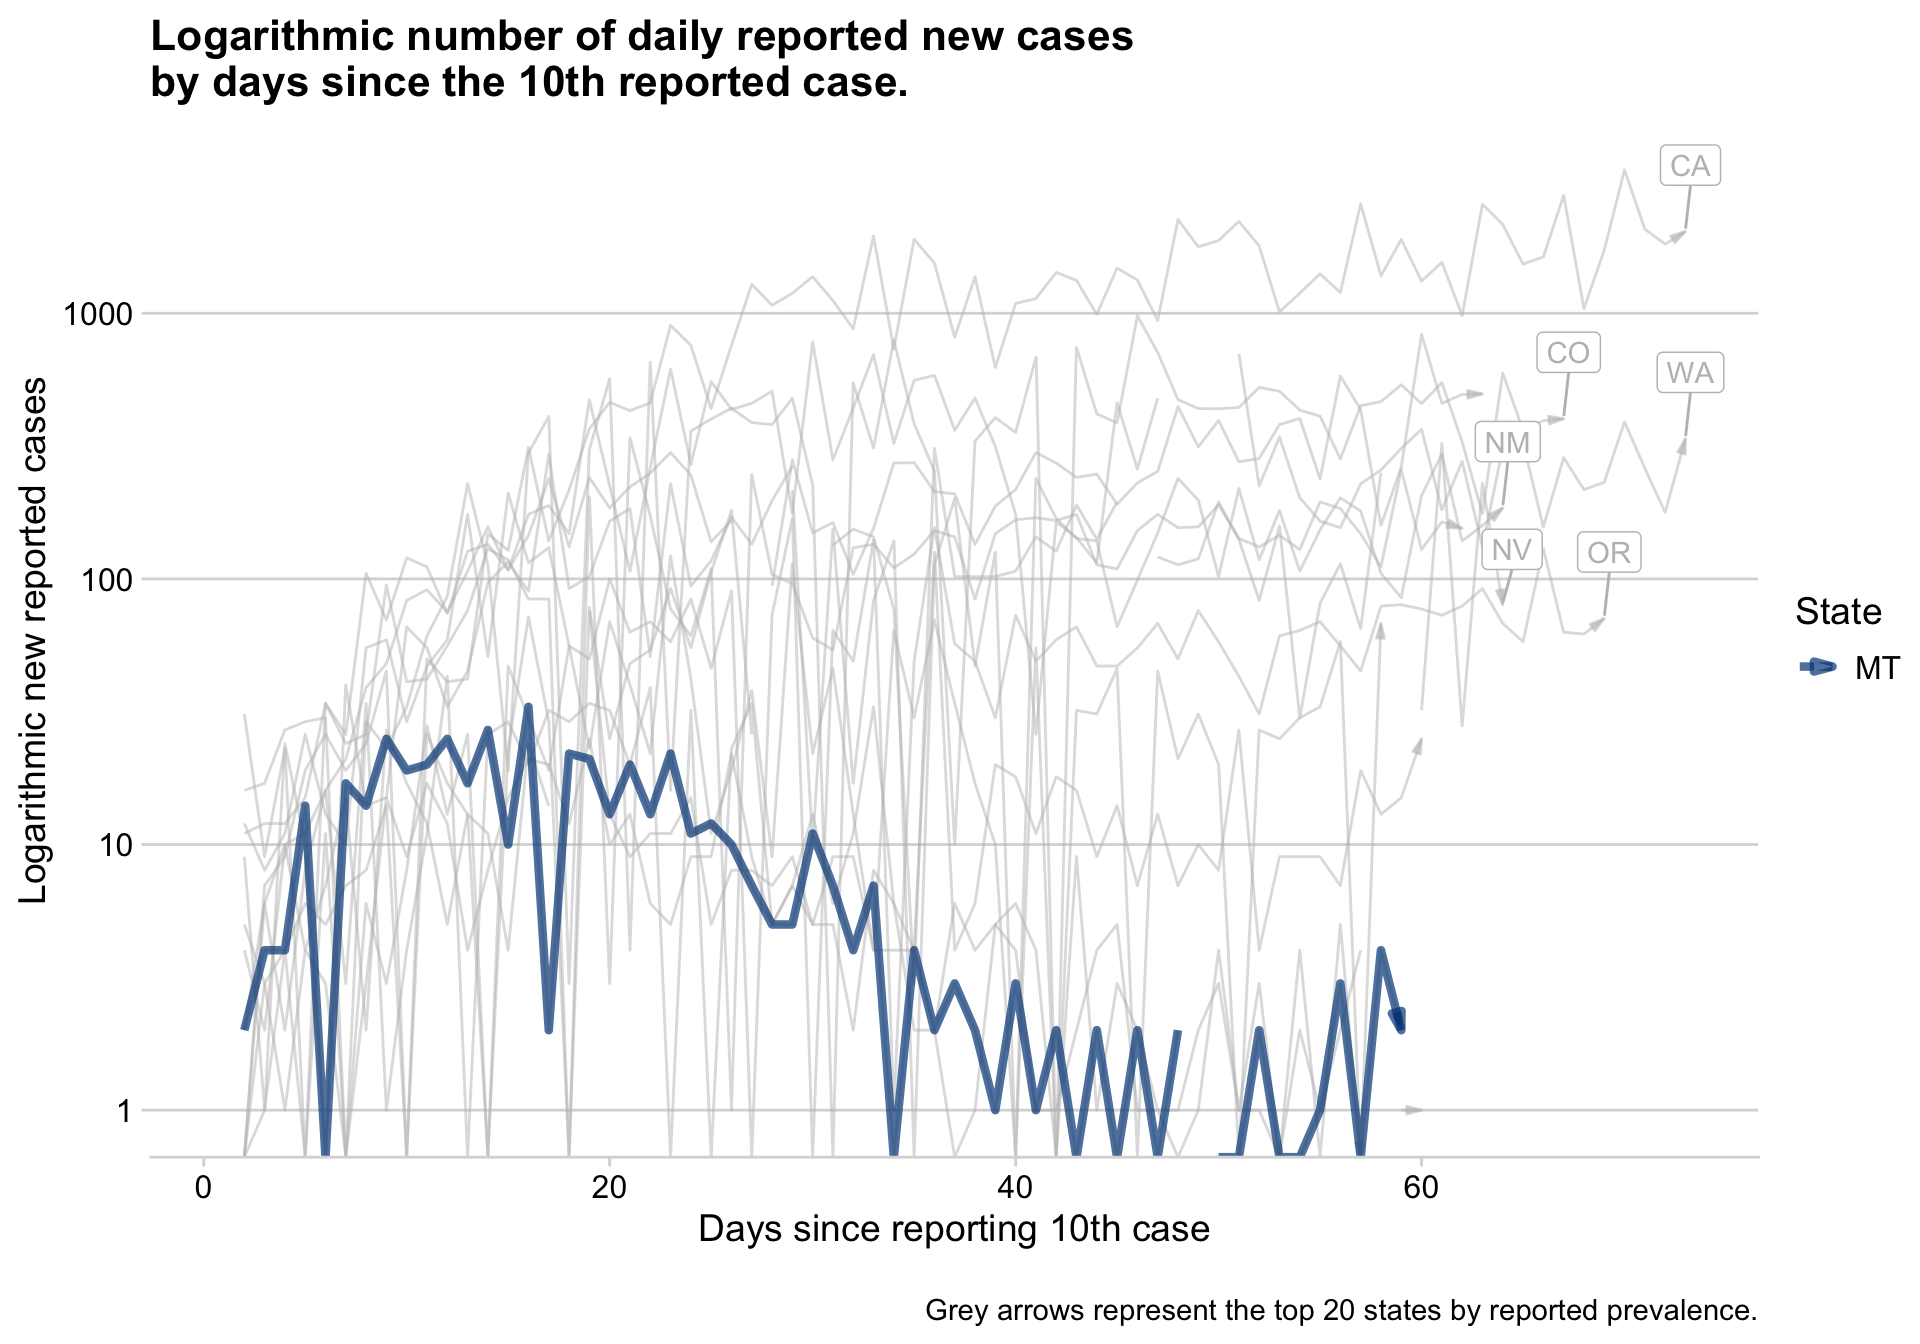 Logarithmic number of daily reported new cases
by days since the 10th reported case.
Logarithmic new reported cases
1000
100
10
1
CA
CO
WA
NM
NV
OR
State
MT
0
20
40
60
Days since reporting 10th case
Grey arrows represent the top 20 states by reported prevalence.